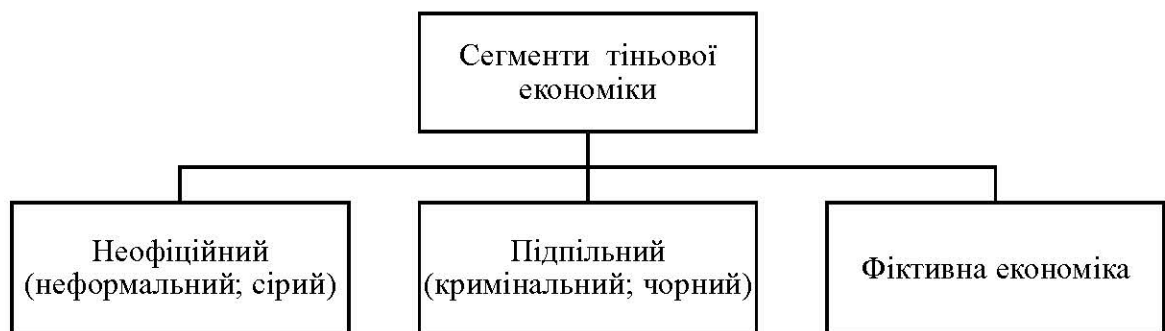 Сегменти тіньової
економіки
Неофіційний
(неформальний; сірий)
Підпільний
(кримінальний; чорний)
Фіктивна економіка